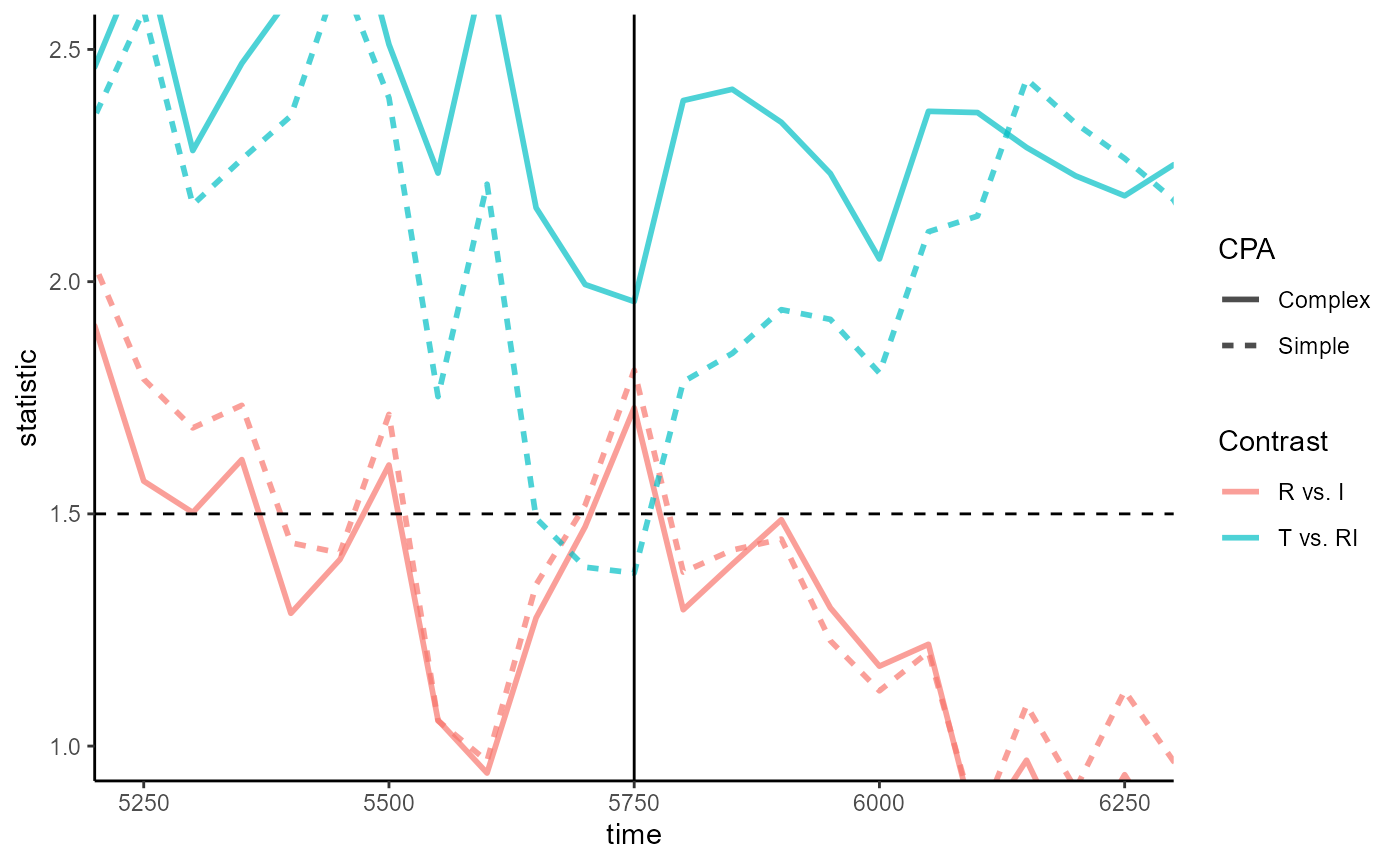 statistic
2.5
2.0
1.5
1.0
5250
5500
5750
6000
6250
time
CPA
Complex
Simple
Contrast
R vs. I
T vs. RI